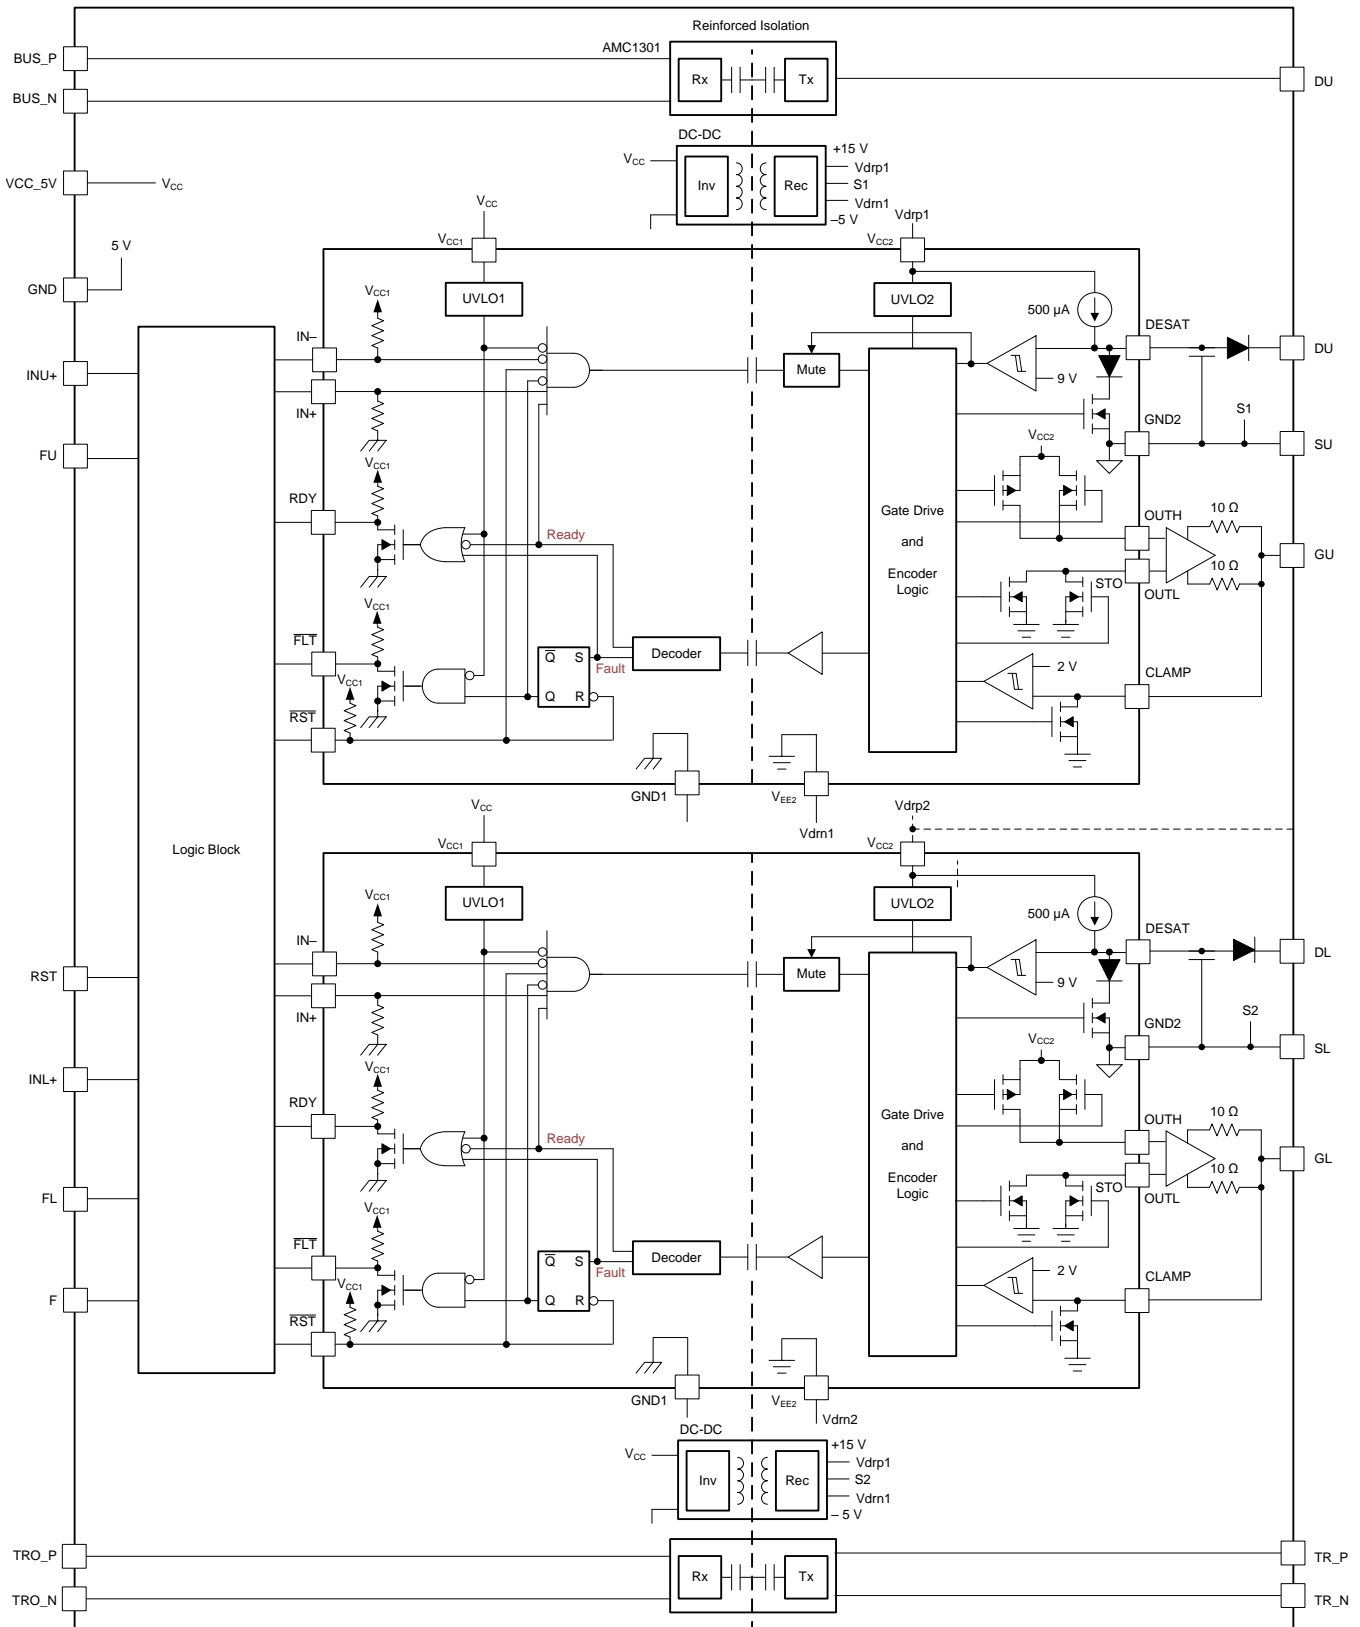 Reinforced Isolation
AMC1301
BUS_P
BUS_N
Rx
Tx
DU
DC-DC
VCC
Inv
Rec
+15 V
Vdrp1
S1
Vdrn1
–5 V
VCC_5V
VCC
5 V
GND
VCC
VCC1
Vdrp1
VCC2
UVLO1
UVLO2
500 µA
DESAT
DU
VCC1
IN–
INU+
IN+
Mute
9 V
GND2
S1
SU
FU
VCC1
RDY
Ready
VCC2
Gate Drive
and
Encoder
Logic
OUTH
10 Ω
10 Ω
GU
STO
OUTL
VCC1
FLT
Q
S
Q
R
Fault
Decoder
2 V
CLAMP
VCC1
RST
GND1
VEE2
Vdrn1
Logic Block
VCC
VCC1
Vdrp2
VCC2
UVLO1
UVLO2
500 µA
DESAT
DL
VCC1
IN–
RST
IN+
Mute
9 V
GND2
S2
SL
INL+
VCC1
RDY
Ready
VCC2
Gate Drive
and
Encoder
Logic
OUTH
10 Ω
10 Ω
GL
STO
OUTL
FL
VCC1
FLT
Q
S
Q
R
Fault
Decoder
2 V
CLAMP
F
VCC1
RST
GND1
VEE2
Vdrn2
DC-DC
VCC
Inv
Rec
+15 V
Vdrp1
S2
Vdrn1
– 5 V
TRO_P
TRO_N
Rx
Tx
TR_P
TR_N